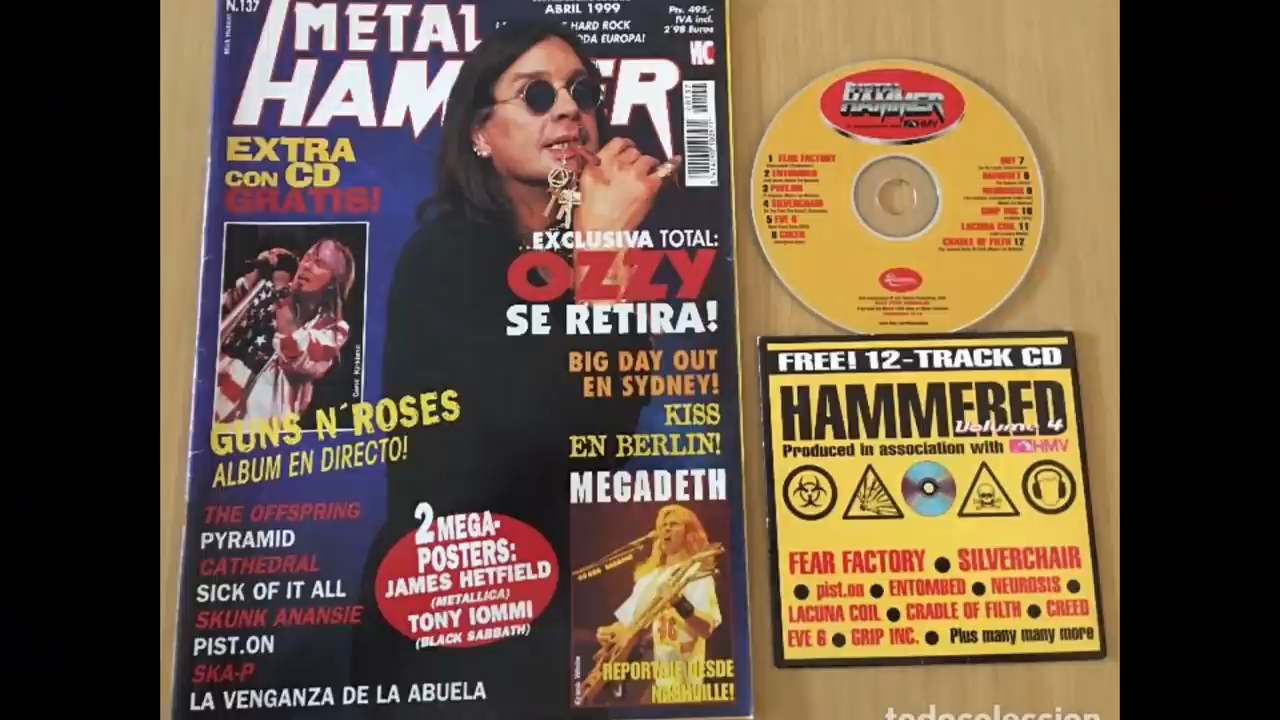 N.137
METAL
HAMMER
ABRIL 1999
HARD ROCK
TODA EUROPA!
Pts. 495,-
IVA incl.
2'98 Euros
MC
EXTRA
CON CD
GRATIS!
EXCLUSIVA TOTAL:
OZZY
SE RETIRA!
BIG DAY OUT
EN SYDNEY!
KISS
EN BERLIN!
MEGADETH
REPORTAJE DESDE
NASHVILLE!
GUNS N´ROSES
ALBUM EN DIRECTO!
THE OFFSPRING
PYRAMID
CATHEDRAL
SICK OF IT ALL
SKUNK ANANSIE
PIST.ON
SKA-P
LA VENGANZA DE LA ABUELA
2 MEGA-
POSTERS:
JAMES HETFIELD
(METALLICA)
TONY IOMMI
(BLACK SABBATH)
METAL
HAMMER
HMV
1 FEAR FACTORY
2 ENTOMBED
3 PIST.ON
4 SILVERCHAIR
5 EVE 6
6 CREED
NEUROSIS 9
GRIP INC. 10
LACUNA COIL 11
CRADLE OF FILTH 12
FREE! 12-TRACK CD
HAMMERED
Volume 4
Produced in association with HMV
FEAR FACTORY ● SILVERCHAIR
● pist.on ● ENTOMBED ● NEUROSIS ●
LACUNA COIL ● CRADLE OF FILTH ● CREED
EVE 6 ● GRIP INC. ● Plus many many more
todocoleccion